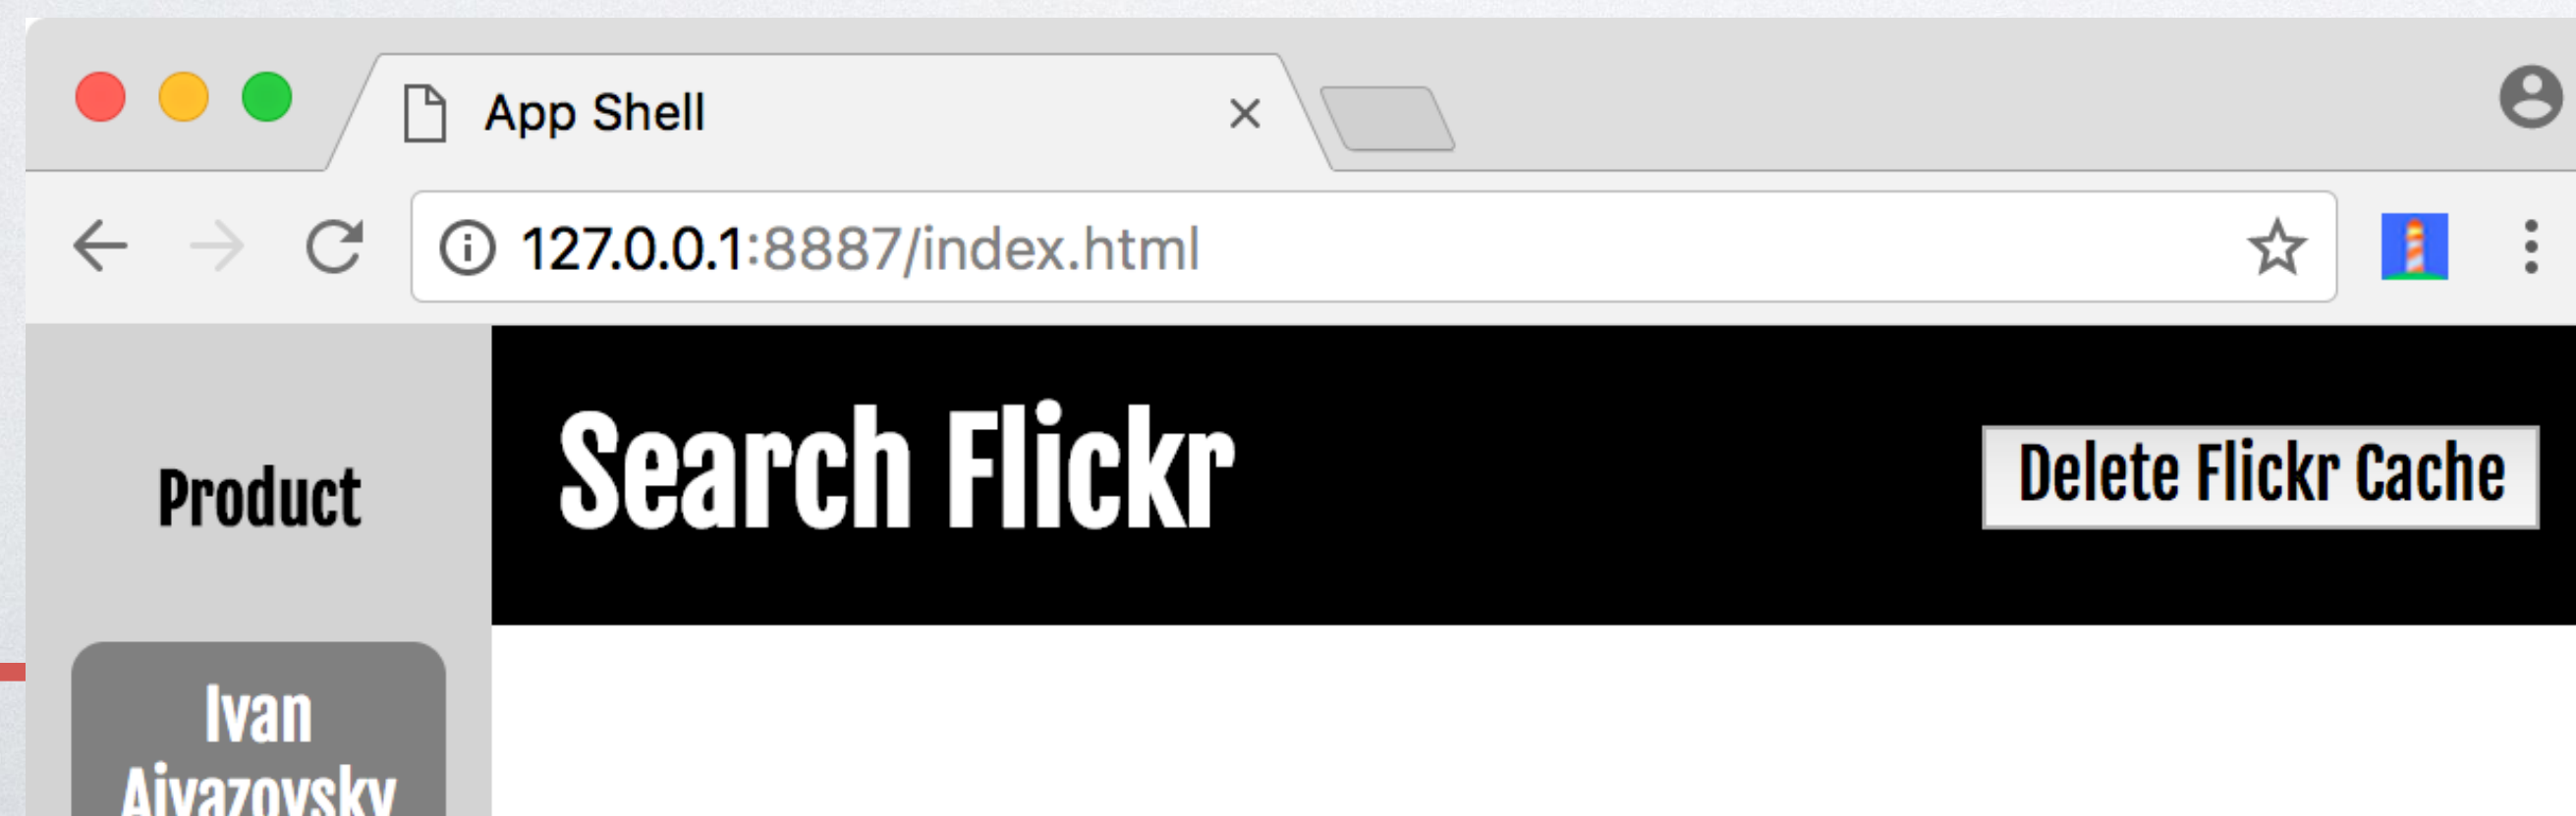 App Shell
127.0.0.1:8887/index.html
Product
Search Flickr
Delete Flickr Cache
Ivan
Aivazovsky